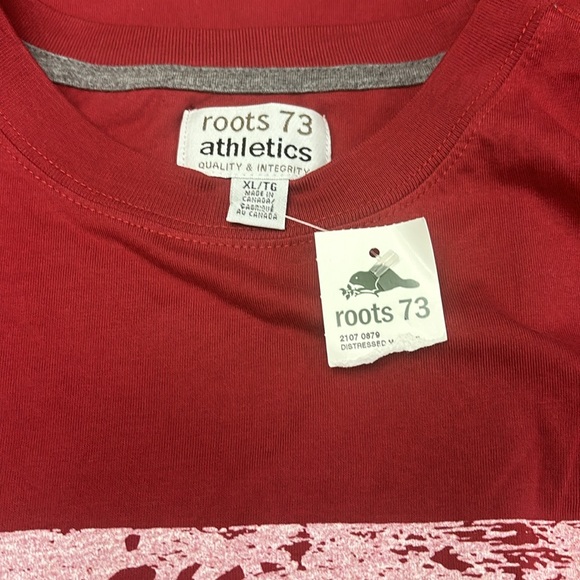 roots 73
athletics
QUALITY & INTEGRITY
XL/TG
MADE IN
CANADA/
FABRIQUÉ
AU CANADA
roots 73
2107 0879
DISTRESSED